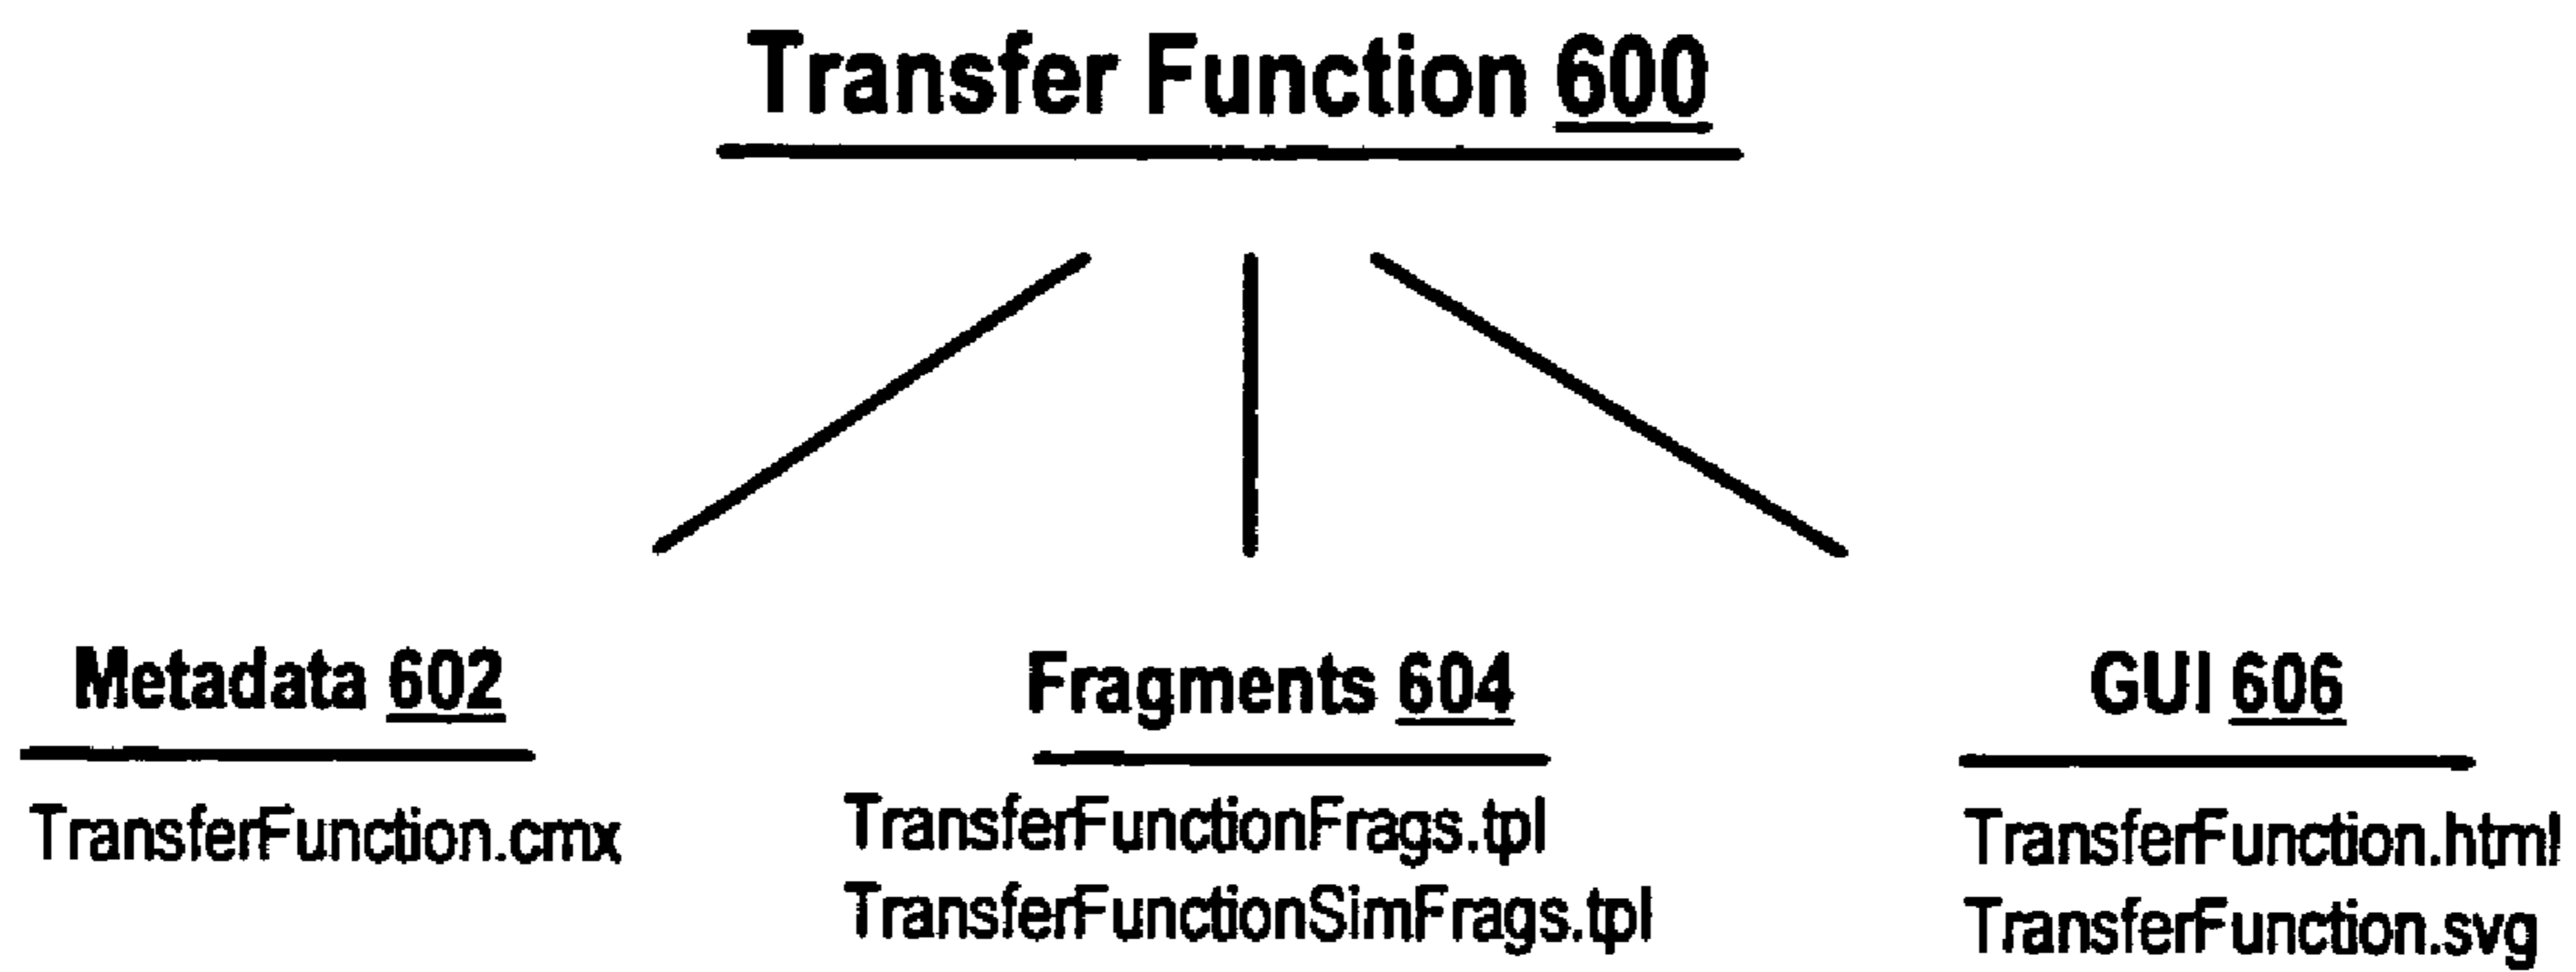 Transfer Function 600
Metadata 602
TransferFunction.cmx
Fragments 604
TransferFunctionFrags.tpl
TransferFunctionSimFrags.tpl
GUI 606
TransferFunction.html
TransferFunction.svg